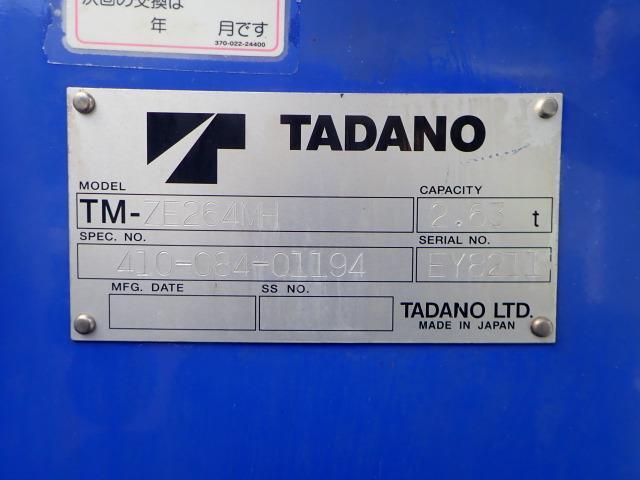 次回の交換は
年 月です
370-022-24400
TADANO
MODEL
CAPACITY
TM-ZE264MH
2.63 t
SPEC. NO.
SERIAL NO.
410-084-01194
EY8211
MFG. DATE
SS NO.
TADANO LTD.
MADE IN JAPAN